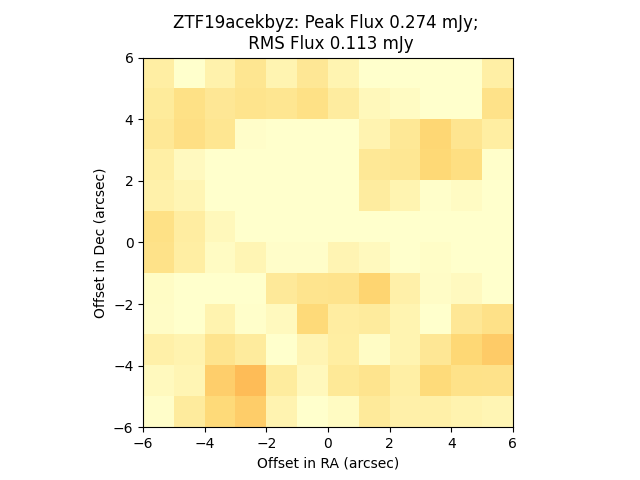 ZTF19acekbyz: Peak Flux 0.274 mJy;
RMS Flux 0.113 mJy
6
4
2
0
−2
−4
−6
Offset in Dec (arcsec)
−6 −4 −2 0 2 4 6
Offset in RA (arcsec)